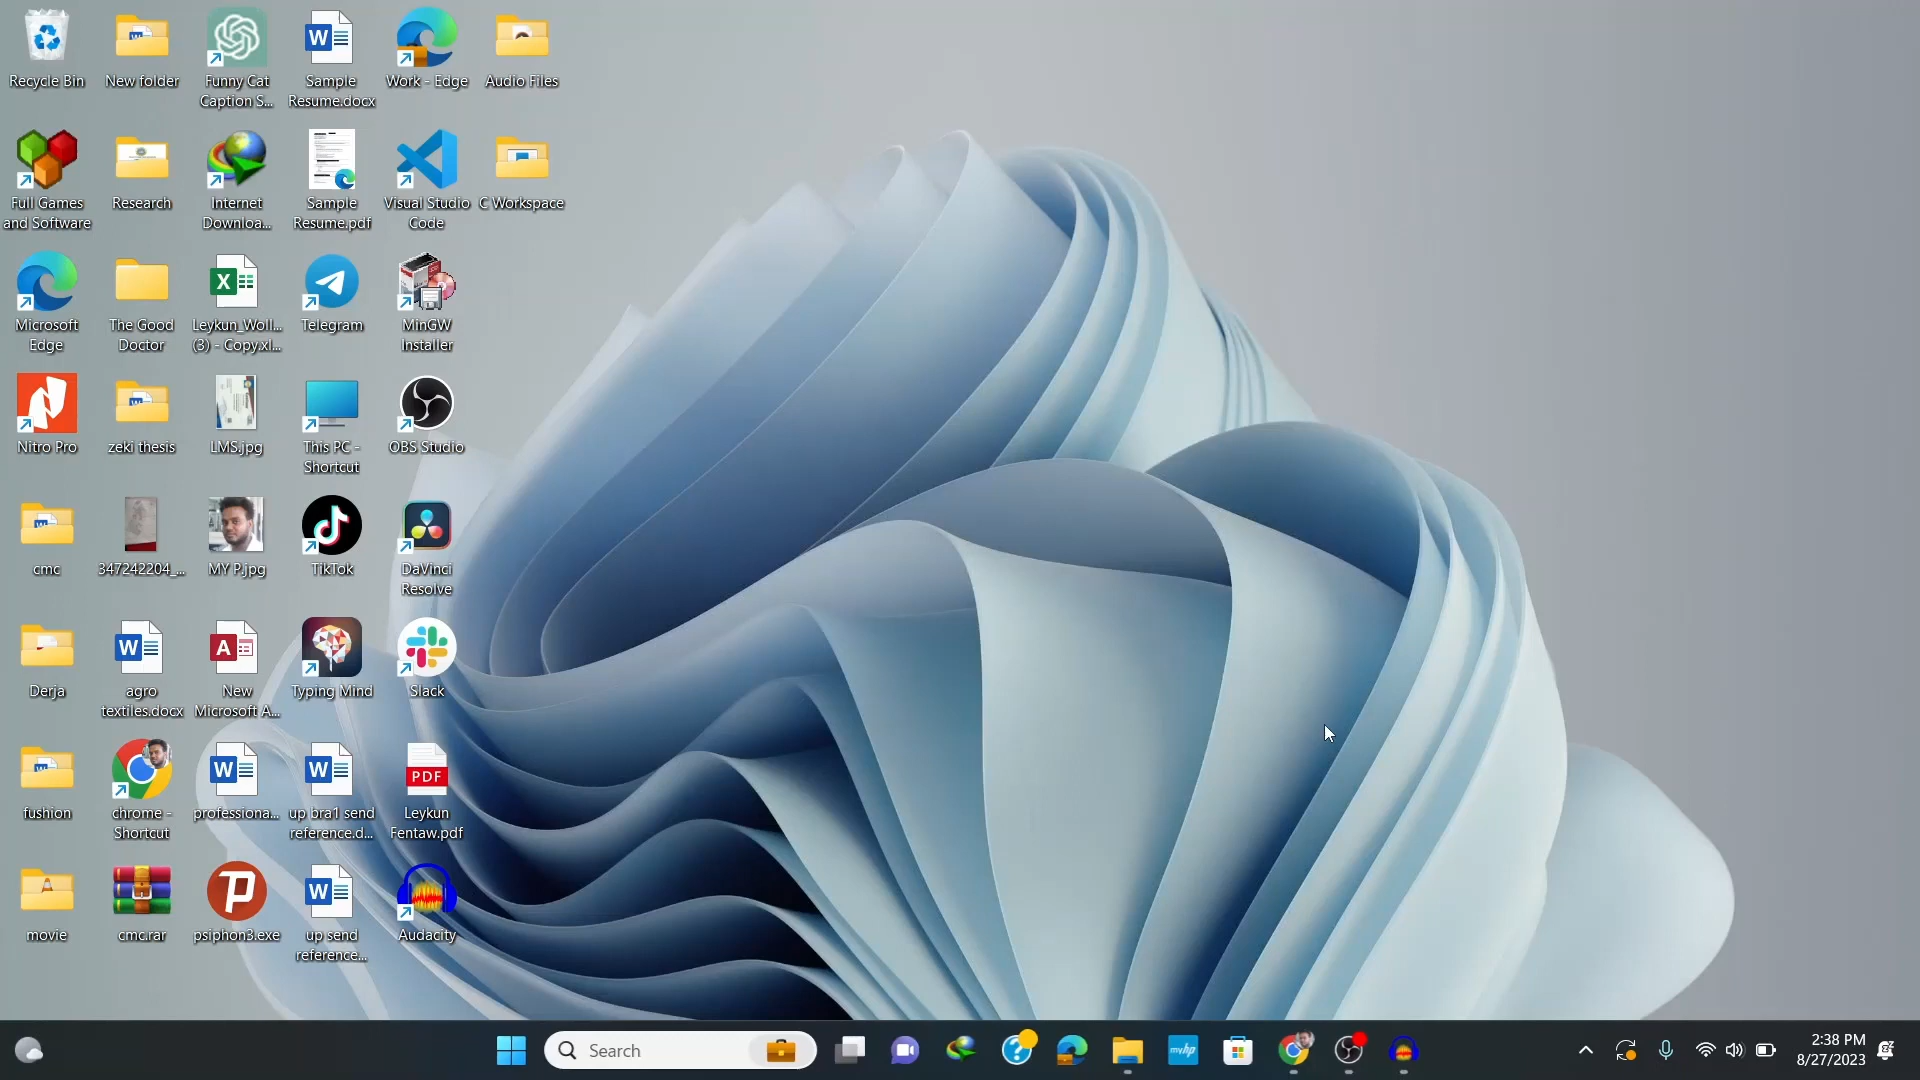 Recycle Bin
New folder
Funny Cat
Caption S...
Sample
Resume.docx
Work - Edge
Audio Files
Full Games
and Software
Research
Internet
Downloa...
Sample
Resume.pdf
Visual Studio
Code
C Workspace
Microsoft
Edge
The Good
Doctor
Leykun_Woll...
(3) - Copy.xl...
Telegram
MinGW
Installer
Nitro Pro
zeki thesis
LMS.jpg
This PC -
Shortcut
OBS Studio
cmc
347242204_...
MY P.jpg
TikTok
DaVinci
Resolve
Derja
agro
textiles.docx
New
Microsoft A...
Typing Mind
Slack
fushion
chrome -
Shortcut
professiona...
up bra1 send
reference.d...
PDF
Leykun
Fentaw.pdf
movie
cmc.rar
psiphon3.exe
up send
reference...
Audacity
Search
myhp
2:38 PM
8/27/2023